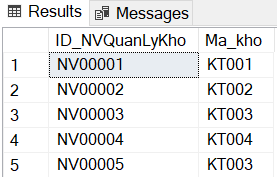 Results Messages
ID_NVQuanLyKho Ma_kho
1 NV00001 KT001
2 NV00002 KT002
3 NV00003 KT003
4 NV00004 KT004
5 NV00005 KT003